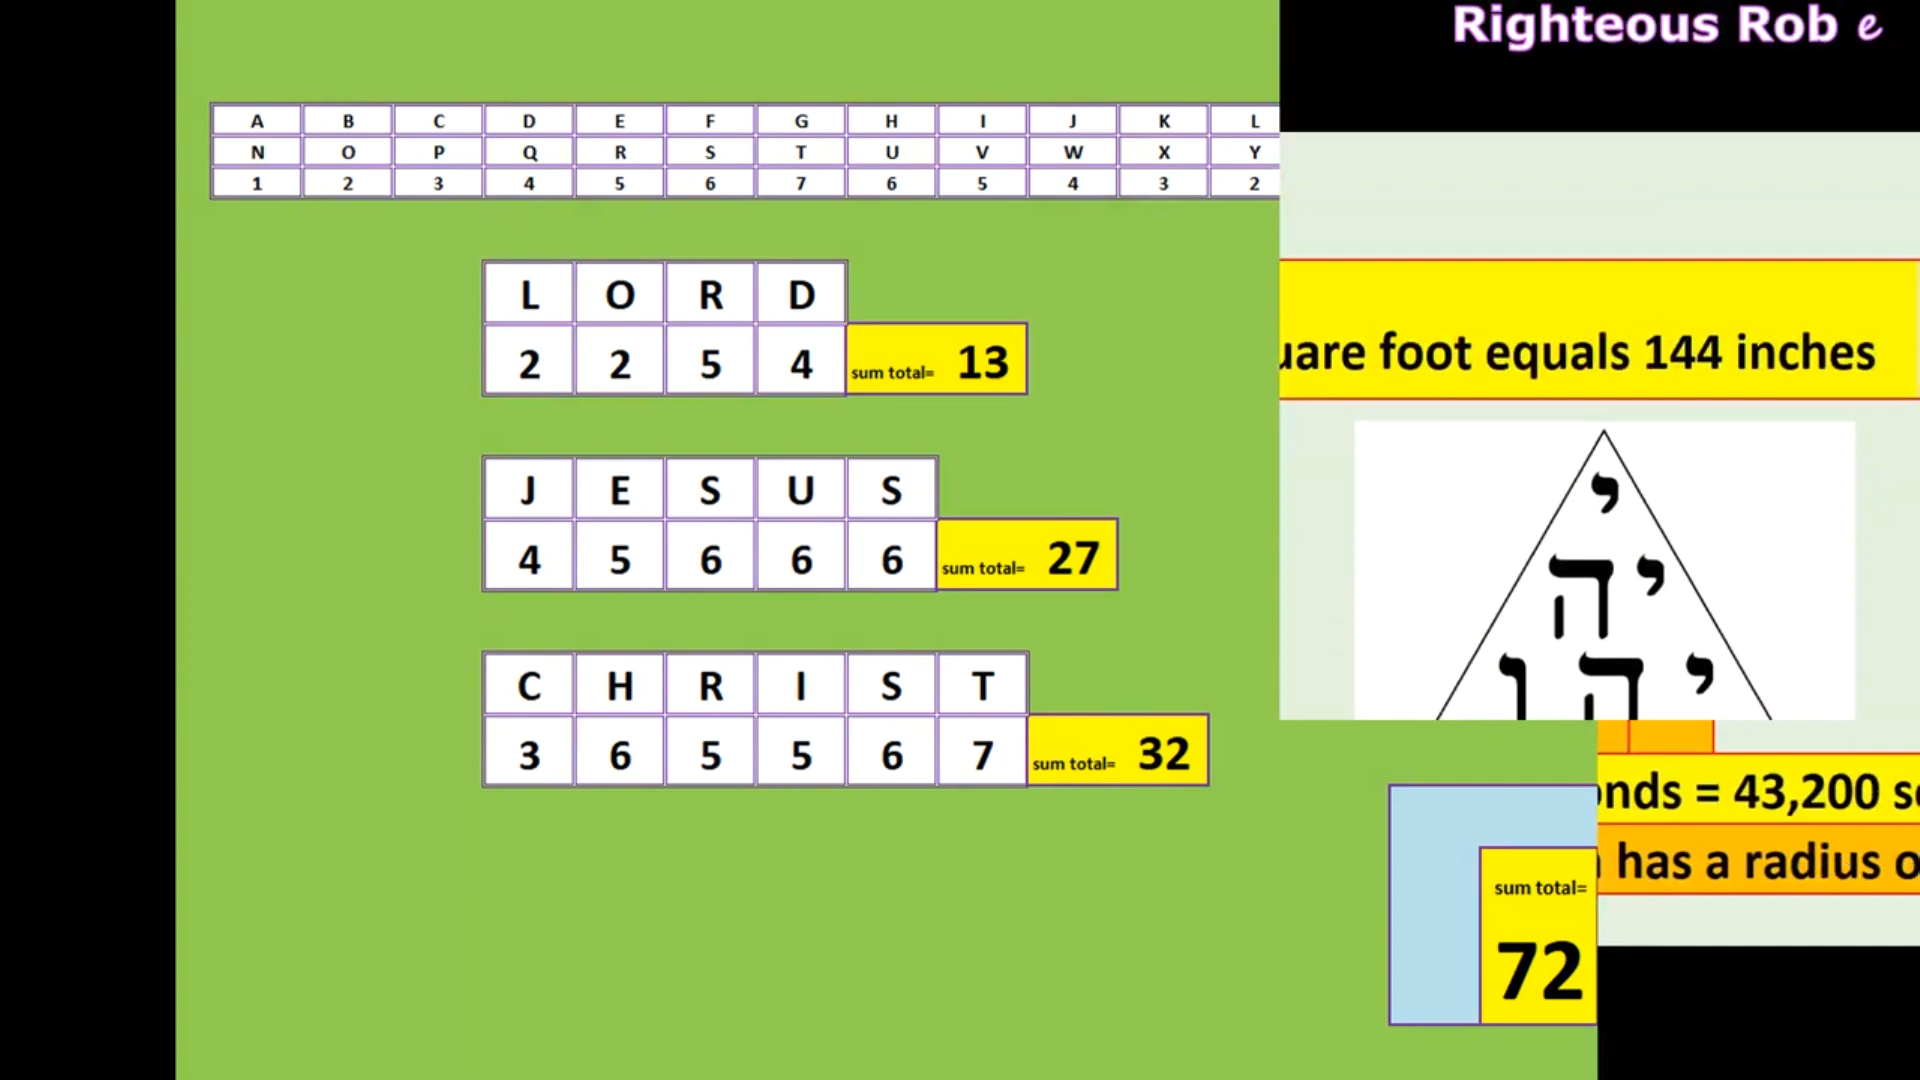 Righteous Rob e
A B C D E F G H I J K L
N O P Q R S T U V W X Y
1 2 3 4 5 6 7 6 5 4 3 2
L O R D
2 2 5 4 sum total= 13
J E S U S
4 5 6 6 6 sum total= 27
C H R I S T
3 6 5 5 6 7 sum total= 32
foot equals 144 inches
י
יה
יהו
= 43,200
has a radius
sum total=
72